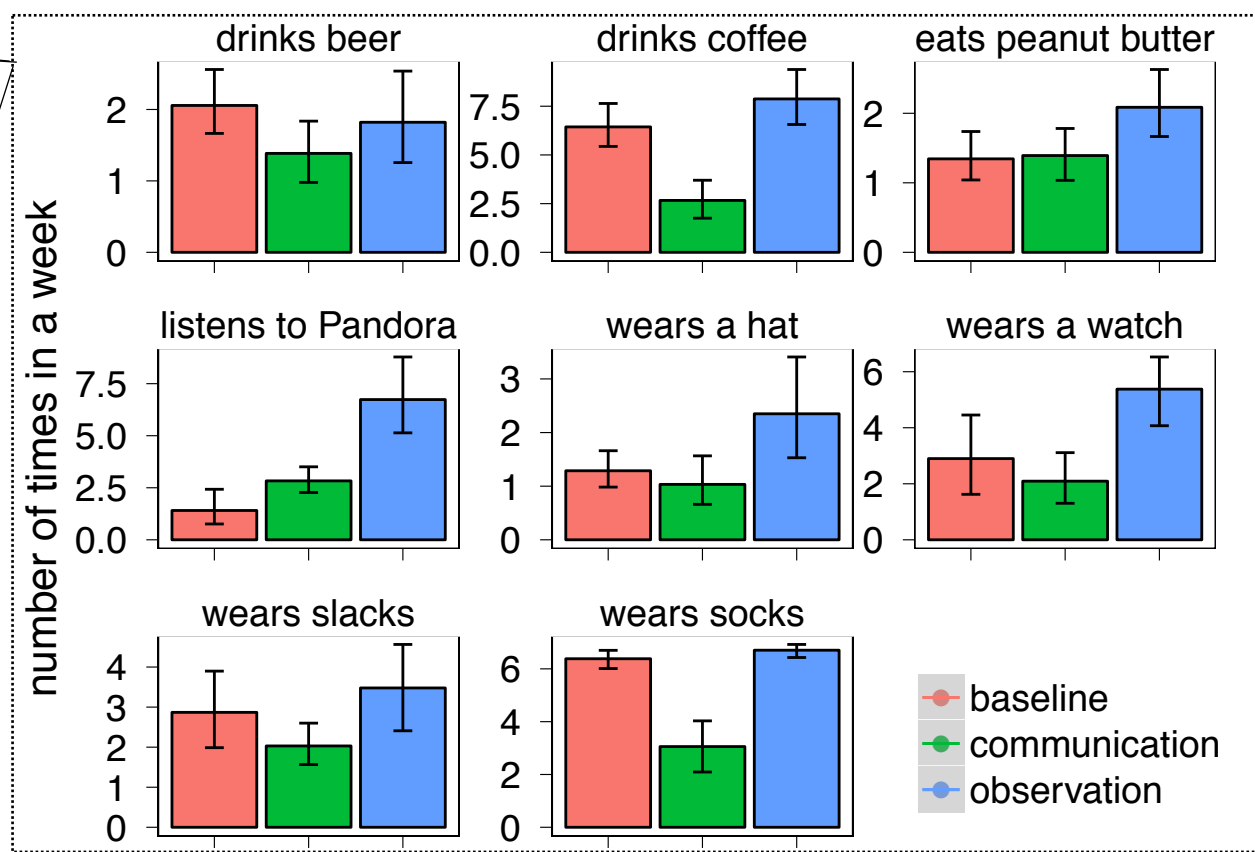 number of times in a week
drinks beer
2
1
0
drinks coffee
7.5
5.0
2.5
0.0
eats peanut butter
2
1
0
listens to Pandora
7.5
5.0
2.5
0.0
wears a hat
3
2
1
0
wears a watch
6
4
2
0
wears slacks
4
3
2
1
0
wears socks
6
4
2
0
baseline
communication
observation